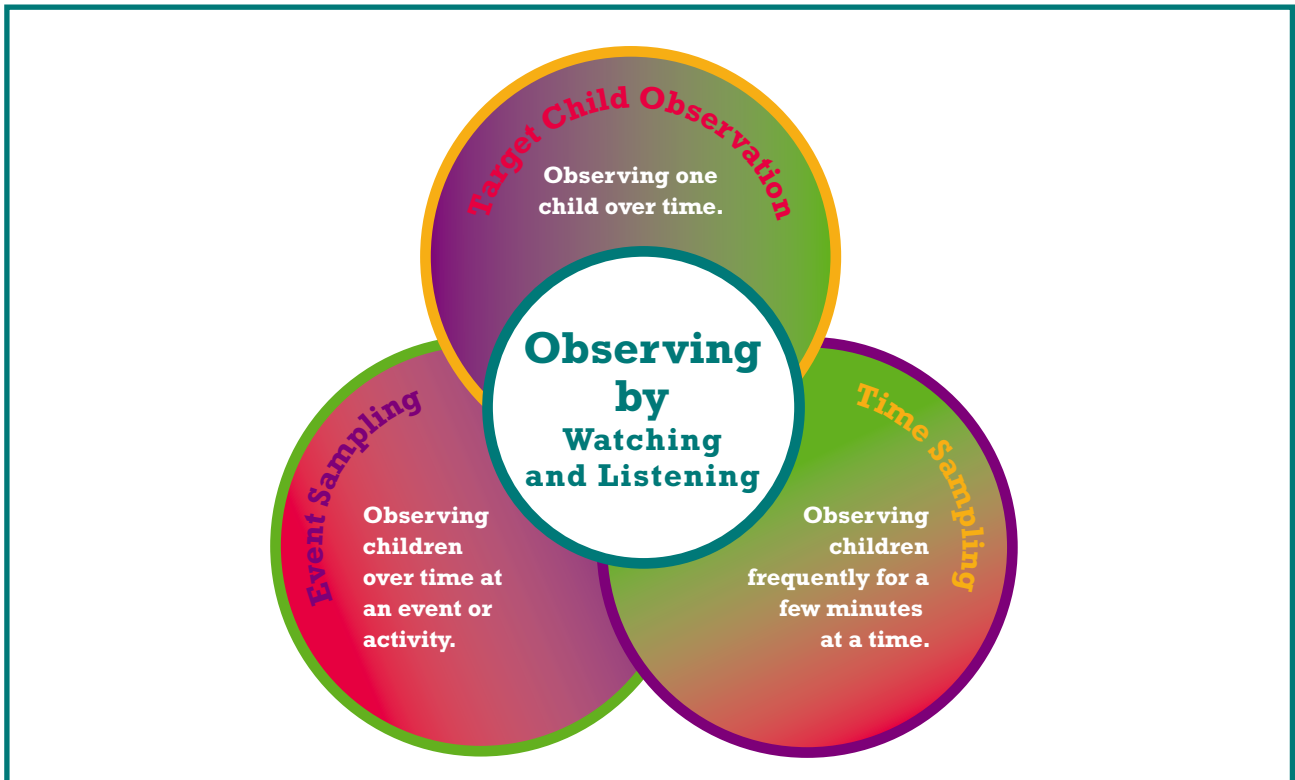 Target Child Observation
Observing one
child over time.
Observing
by
Watching
and Listening
Event Sampling
Observing
children
over time at
an event or
activity.
Time Sampling
Observing
children
frequently for a
few minutes
at a time.